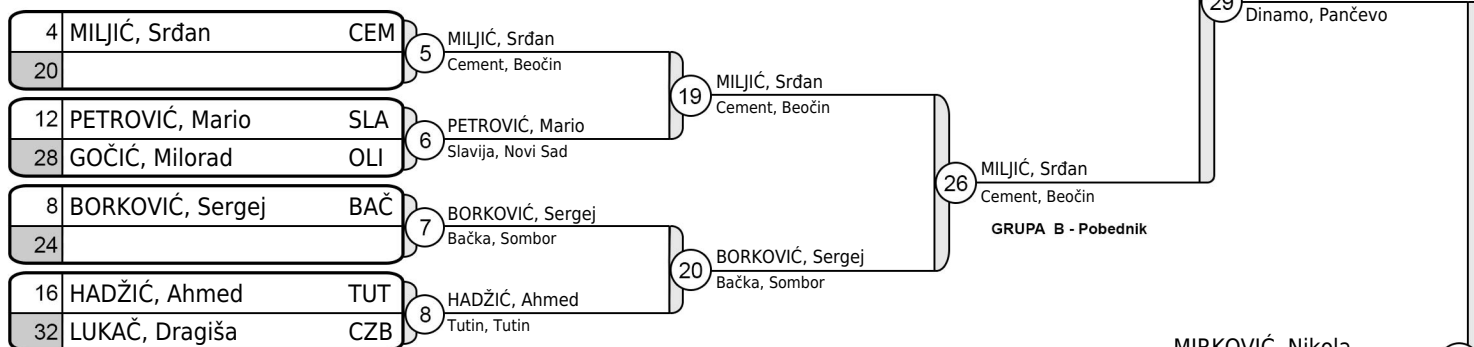 29
Dinamo, Pančevo
4 MILJIĆ, Srđan CEM
20
5
MILJIĆ, Srđan
Cement, Beočin
12 PETROVIĆ, Mario SLA
28 GOČIĆ, Milorad OLI
6
PETROVIĆ, Mario
Slavija, Novi Sad
19
MILJIĆ, Srđan
Cement, Beočin
8 BORKOVIĆ, Sergej BAČ
24
7
BORKOVIĆ, Sergej
Bačka, Sombor
16 HADŽIĆ, Ahmed TUT
32 LUKAČ, Dragiša CZB
8
HADŽIĆ, Ahmed
Tutin, Tutin
20
BORKOVIĆ, Sergej
Bačka, Sombor
26
MILJIĆ, Srđan
Cement, Beočin
GRUPA B - Pobednik
MIRKOVIĆ, Nikola